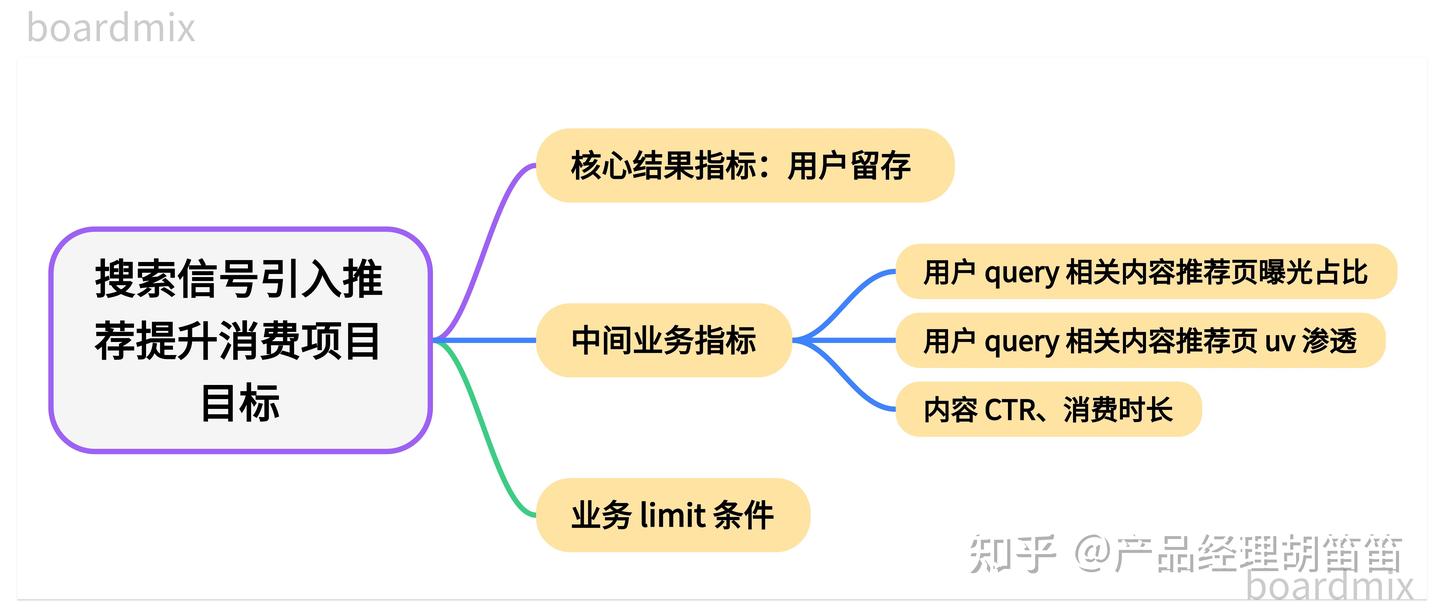 boardmix
核心结果指标：用户留存
搜索信号引入推
荐提升消费项目
目标
中间业务指标
用户 query 相关内容推荐页曝光占比
用户 query 相关内容推荐页 uv 渗透
内容 CTR、消费时长
业务 limit 条件
知乎 @产品经理胡笛笛
boardmix